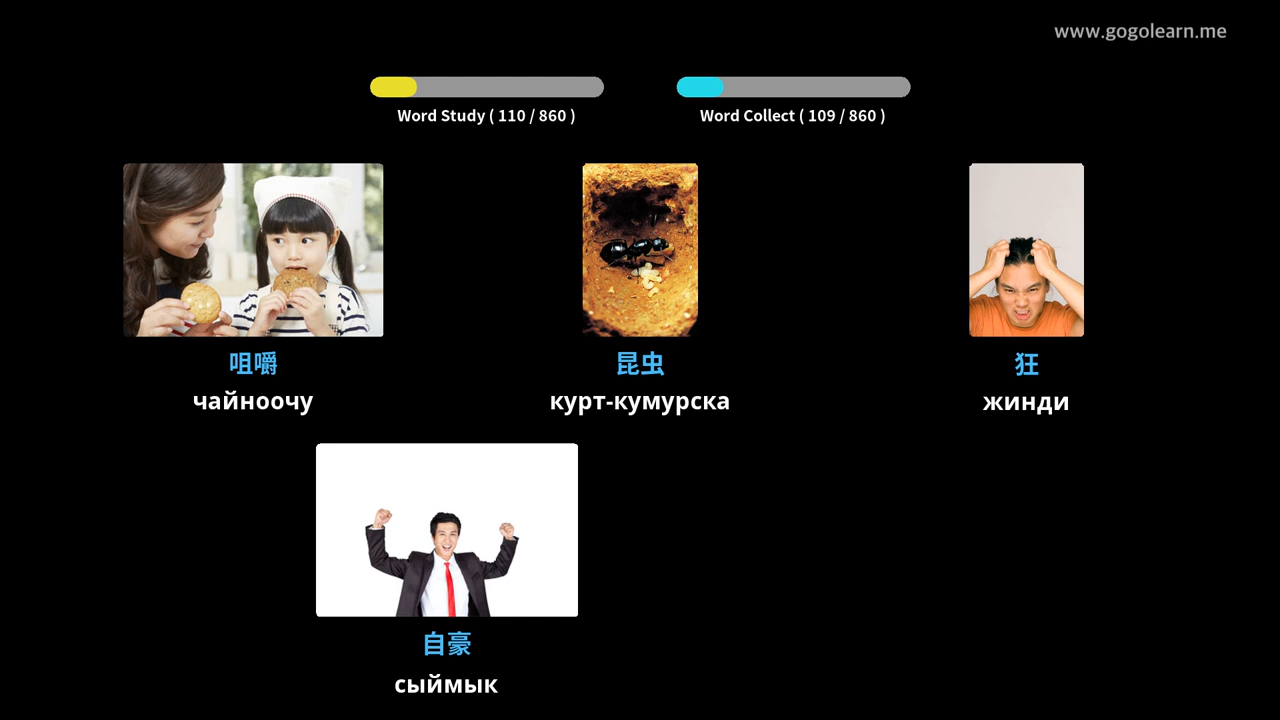 www.gogolearn.me
Word Study ( 110 / 860 )
Word Collect ( 109 / 860 )
咀嚼
чайноочу
昆虫
курт-кумурска
狂
жинди
自豪
сыймык